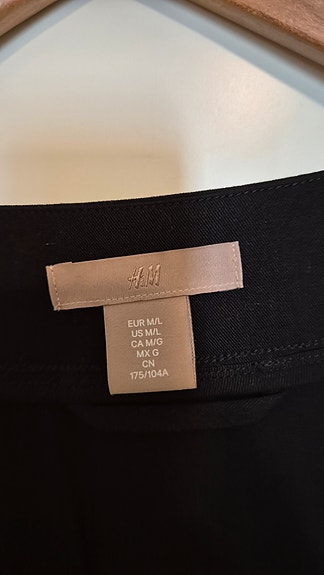 H&M
EUR M/L
US M/L
CA M/G
MX G
CN
175/104A